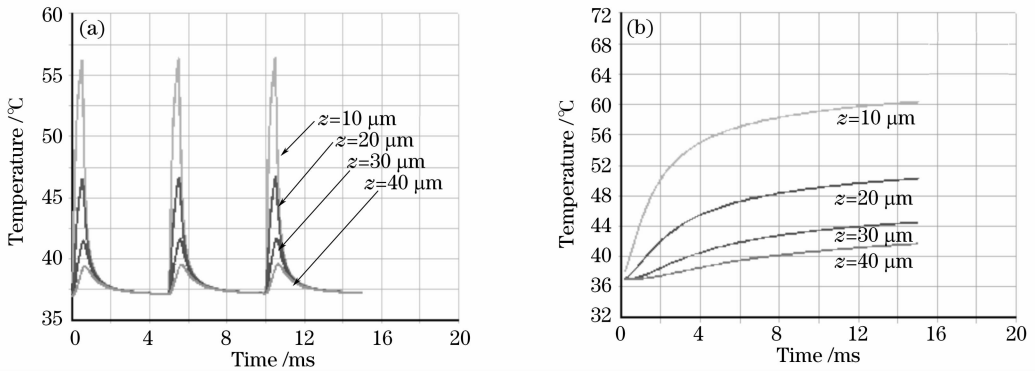 (a)
60
55
50
45
40
35
Temperature /℃
z=10 μm
z=20 μm
z=30 μm
z=40 μm
0 4 8 12 16 20
Time /ms
(b)
72
68
64
60
56
52
48
44
40
36
32
Temperature /℃
z=10 μm
z=20 μm
z=30 μm
z=40 μm
0 4 8 12 16 20
Time /ms